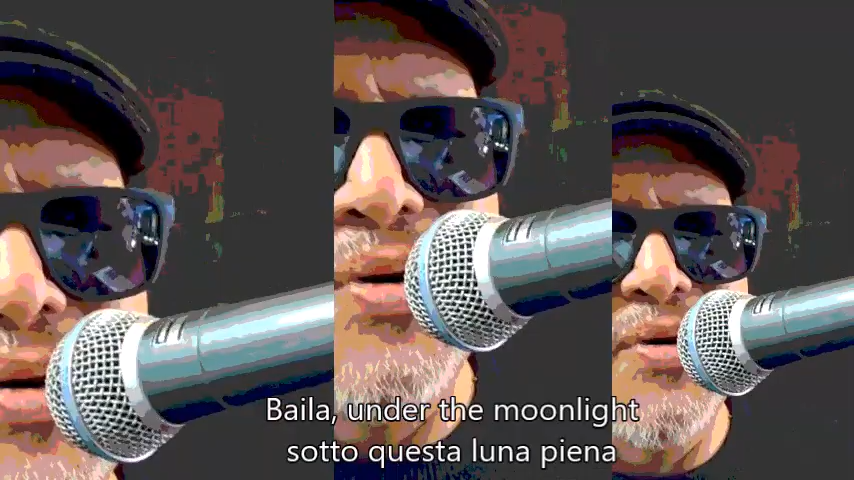 Baila, under the moonlight
sotto questa luna piena